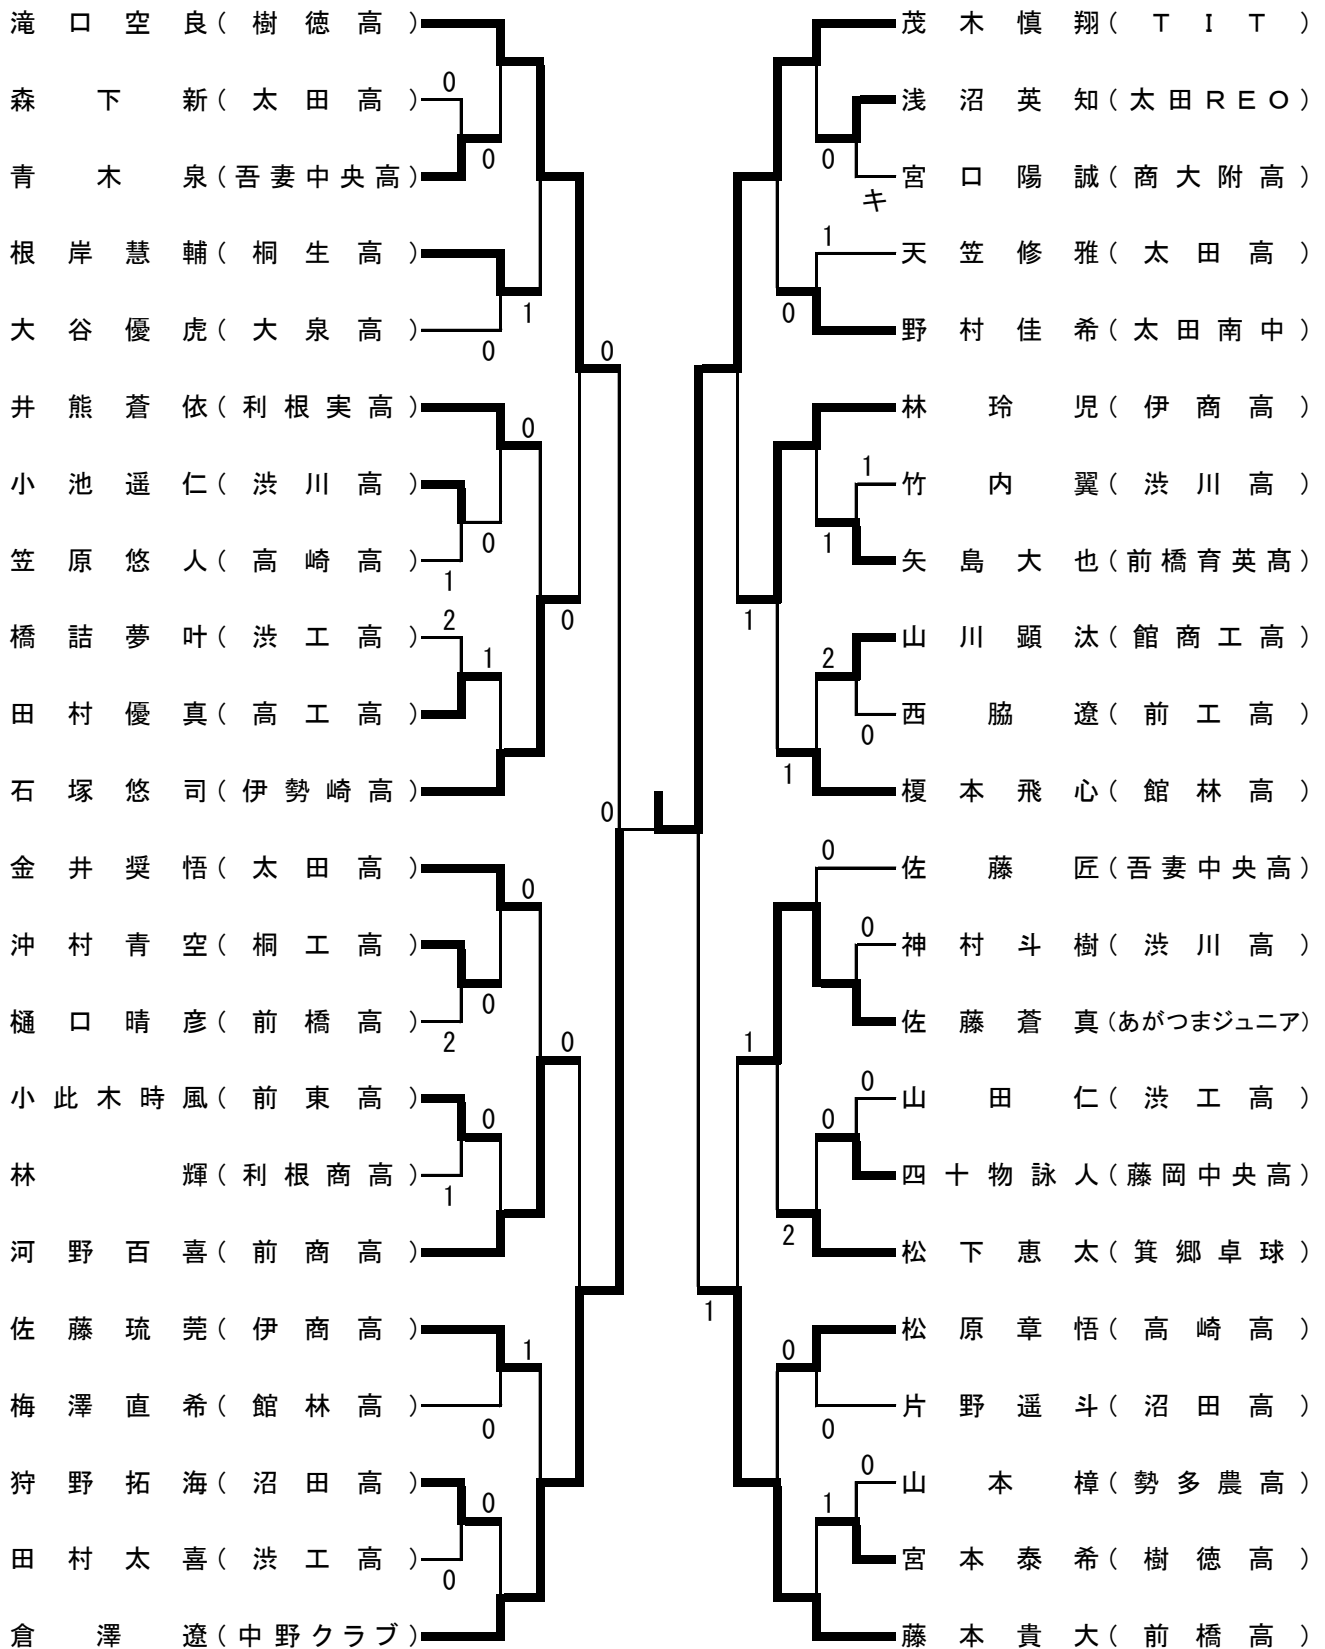 滝口空良(樹徳高) 茂木慎翔(TIT)
0
森下新(太田高) 浅沼英知(太田REO)
0 0
青木泉(吾妻中央高) 宮口陽誠(商大附高)
キ
1
根岸慧輔(桐生高) 天笠修雅(太田高)
1 0
大谷優虎(大泉高) 野村佳希(太田南中)
0 0
井熊蒼依(利根実高) 林玲児(伊商高)
0
1
小池遥仁(渋川高) 竹内翼(渋川高)
0 1
笠原悠人(高崎高) 矢島大也(前橋育英高)
1
2 0 1
橋詰夢叶(渋工高) 山川顕汰(館商工高)
1 2
田村優真(高工高) 西脇遼(前工高)
0
1
石塚悠司(伊勢崎高) 榎本飛心(館林高)
0
0
金井奨悟(太田高) 佐藤匠(吾妻中央高)
0
0
沖村青空(桐工高) 神村斗樹(渋川高)
0
樋口晴彦(前橋高) 佐藤蒼真(あがつまジュニア)
2 0 1
0
小此木時風(前東高) 山田仁(渋工高)
0 0
林輝(利根商高) 四十物詠人(藤岡中央高)
1
2
河野百喜(前商高) 松下恵太(箕郷卓球)
1
佐藤琉莞(伊商高) 松原章悟(高崎高)
1 0
梅澤直希(館林高) 片野遥斗(沼田高)
0 0
0
狩野拓海(沼田高) 山本樟(勢多農高)
0 1
田村太喜(渋工高) 宮本泰希(樹徳高)
0
倉澤遼(中野クラブ) 藤本貴大(前橋高)